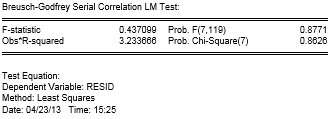 Breusch-Godfrey Serial Correlation LM Test:
F-statistic 0.437099 Prob. F(7,119) 0.8771
Obs*R-squared 3.233666 Prob. Chi-Square(7) 0.8626
Test Equation:
Dependent Variable: RESID
Method: Least Squares
Date: 04/23/13 Time: 15:25